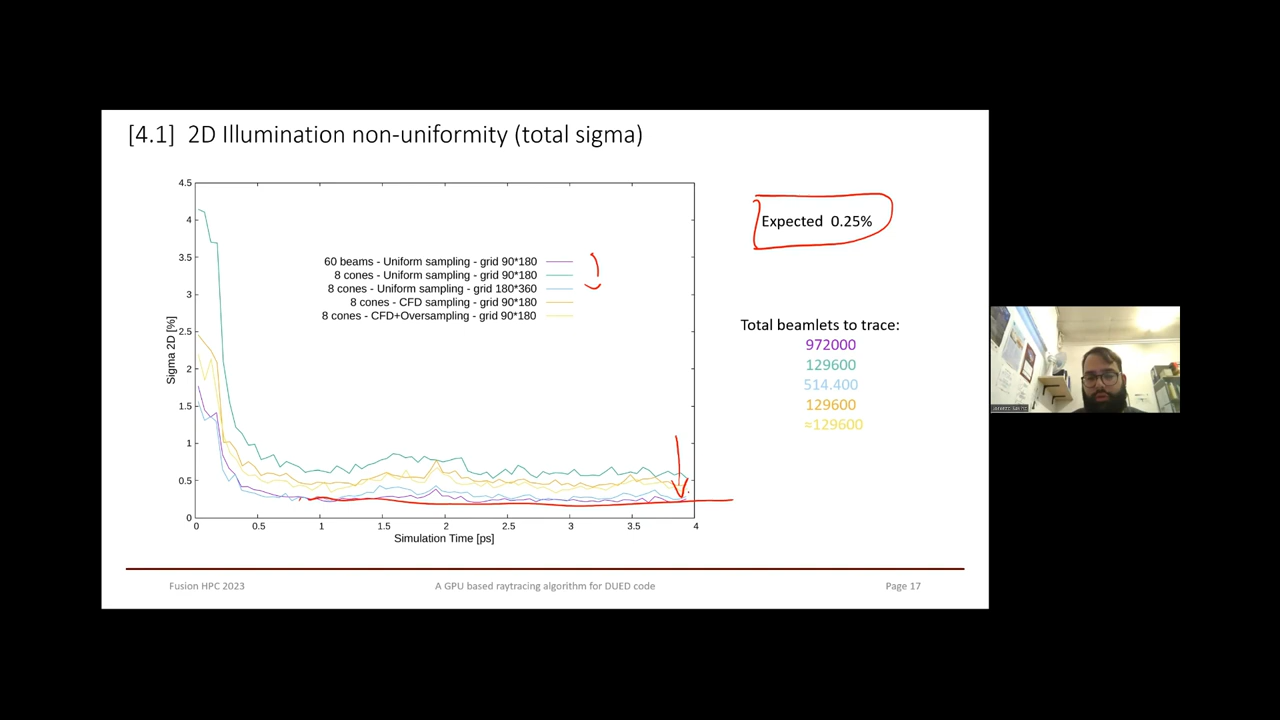 [4.1] 2D Illumination non-uniformity (total sigma)
4.5
4
3.5
3
2.5
2
1.5
1
0.5
0
Sigma 2D [%]
60 beams - Uniform sampling - grid 90*180
8 cones - Uniform sampling - grid 90*180
8 cones - Uniform sampling - grid 180*360
8 cones - CFD sampling - grid 90*180
8 cones - CFD+Oversampling - grid 90*180
0 0.5 1 1.5 2 2.5 3 3.5 4
Simulation Time [ps]
Expected 0.25%
Total beamlets to trace:
972000
129600
514.400
129600
≈129600
Fusion HPC 2023 A GPU based raytracing algorithm for DUED code Page 17